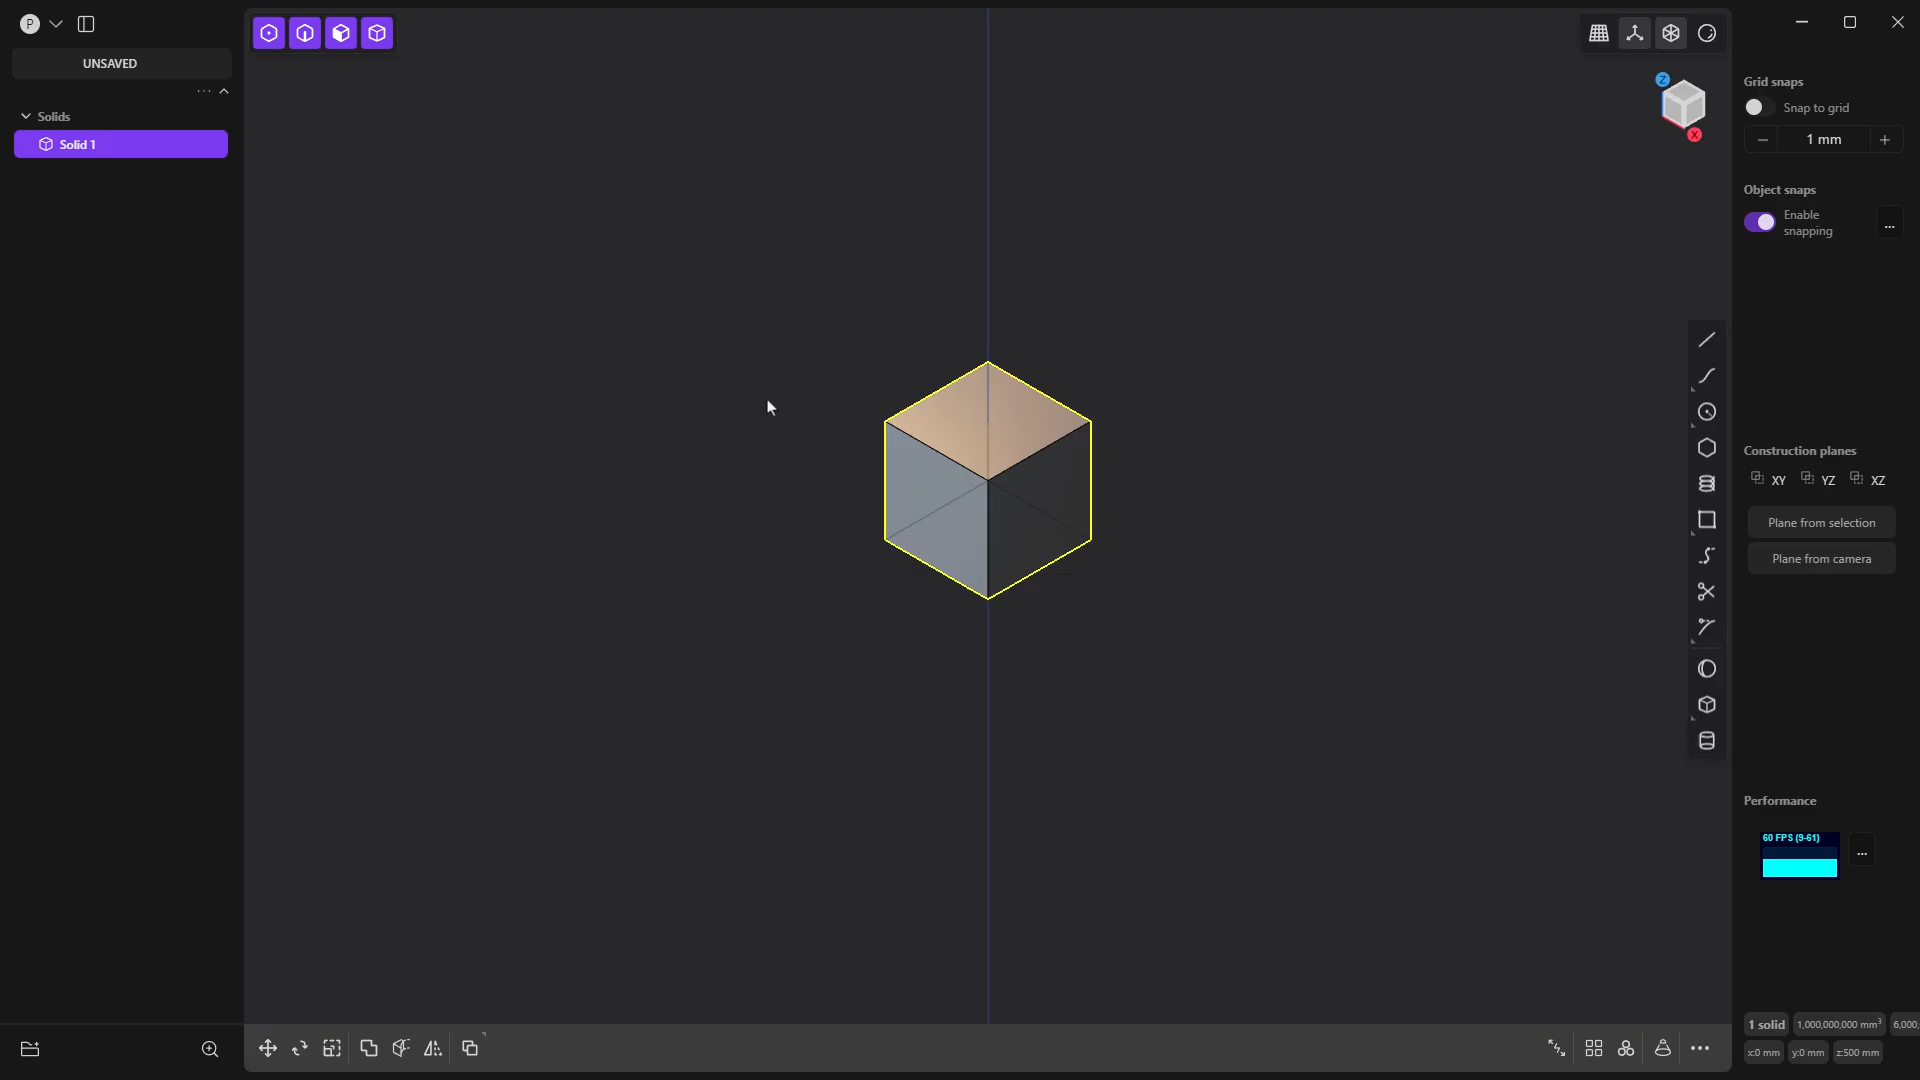 P
UNSAVED
Solids
Solid 1
Z
X
Grid snaps
Snap to grid
1 mm
Object snaps
Enable
snapping
...
Construction planes
XY YZ XZ
Plane from selection
Plane from camera
Performance
60 FPS (9-61)
...
1 solid 1,000,000,000 mm³ 6,000,
x:0 mm y:0 mm z:500 mm